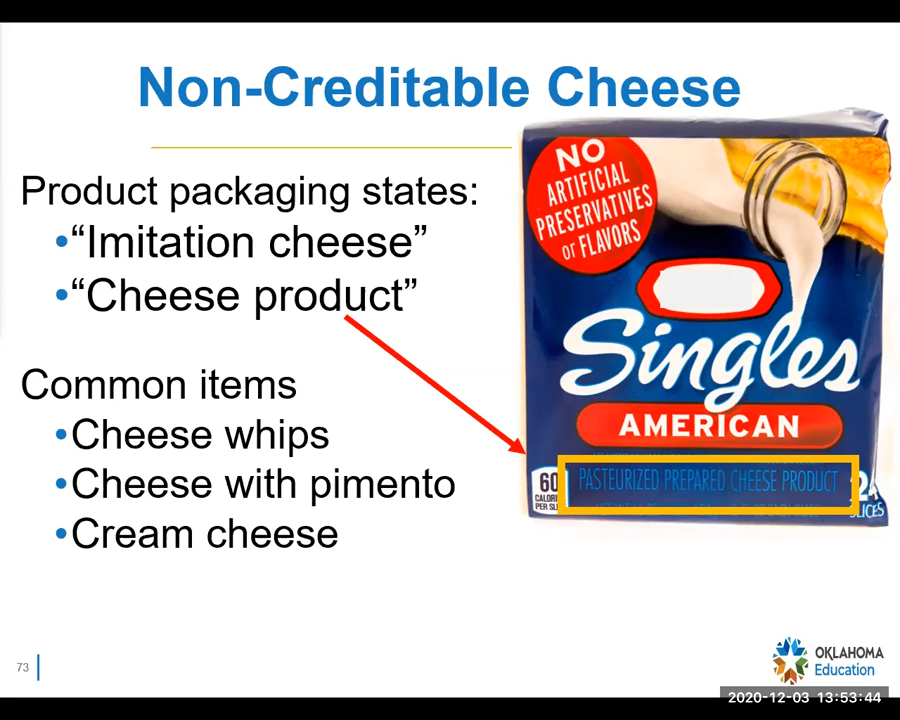 Non-Creditable Cheese
Product packaging states:
•“Imitation cheese”
•“Cheese product”
Common items
•Cheese whips
•Cheese with pimento
•Cream cheese
NO
ARTIFICIAL
PRESERVATIVES
or FLAVORS
Singles
AMERICAN
PASTEURIZED PREPARED CHEESE PRODUCT
60
CALORIES
PER
24
SLICES
73
OKLAHOMA
Education
2020-12-03 13:53:44